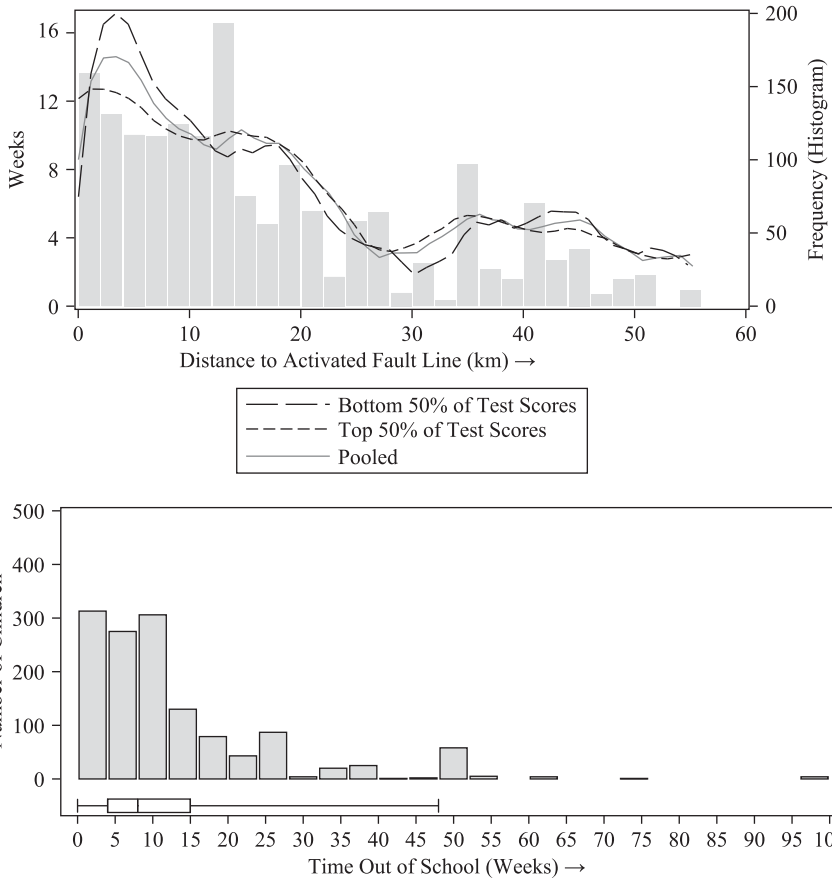 16
12
8
4
0
Weeks
200
150
100
50
0
Frequency (Histogram)
0 10 20 30 40 50 60
Distance to Activated Fault Line (km) →
Bottom 50% of Test Scores
Top 50% of Test Scores
Pooled
500
400
300
200
100
0
0 5 10 15 20 25 30 35 40 45 50 55 60 65 70 75 80 85 90 95
Time Out of School (Weeks) →